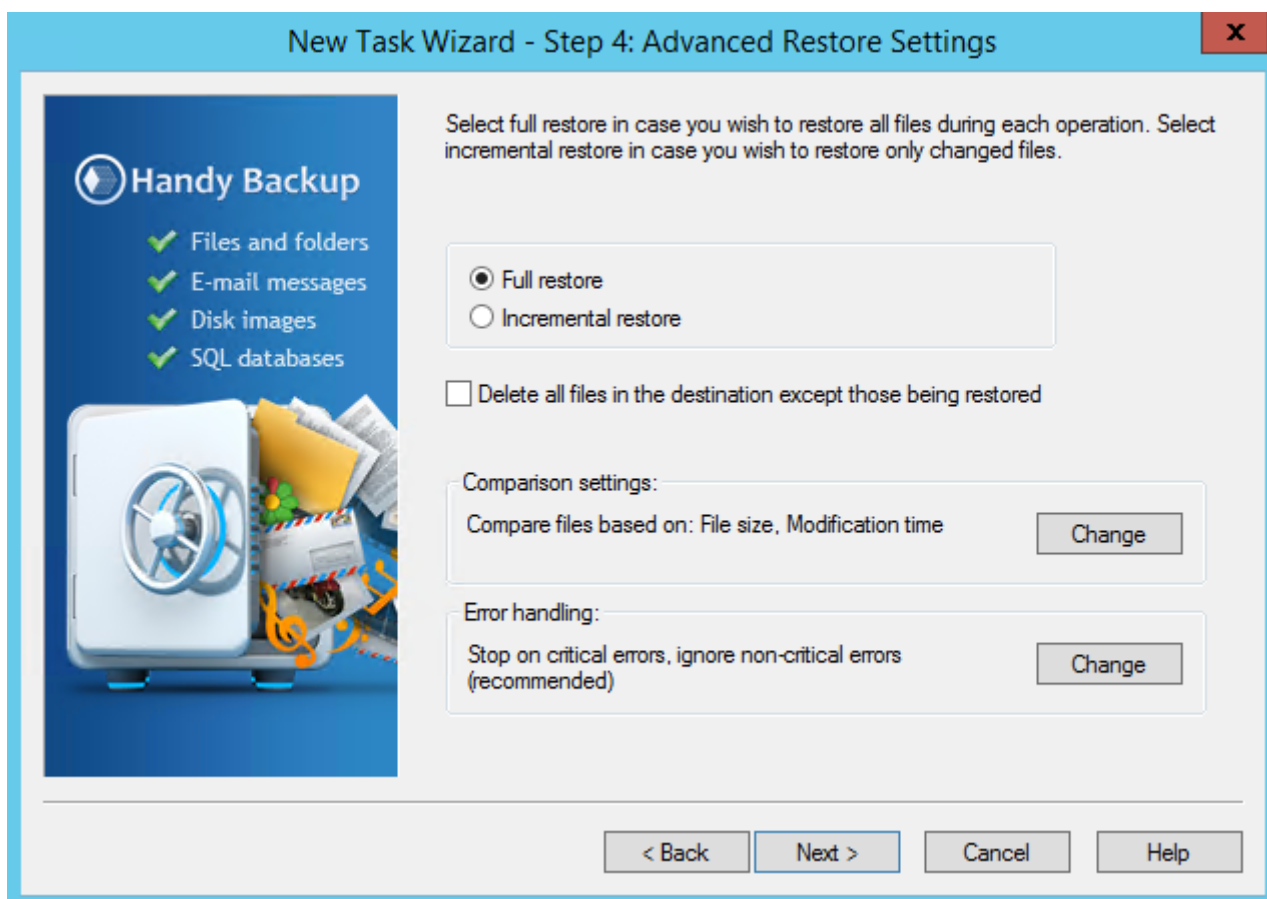 New Task Wizard - Step 4: Advanced Restore Settings
x
Handy Backup
Files and folders
E-mail messages
Disk images
SQL databases
Select full restore in case you wish to restore all files during each operation. Select
incremental restore in case you wish to restore only changed files.
Full restore
Incremental restore
Delete all files in the destination except those being restored
Comparison settings:
Compare files based on: File size, Modification time
Change
Error handling:
Stop on critical errors, ignore non-critical errors
(recommended)
Change
< Back
Next >
Cancel
Help